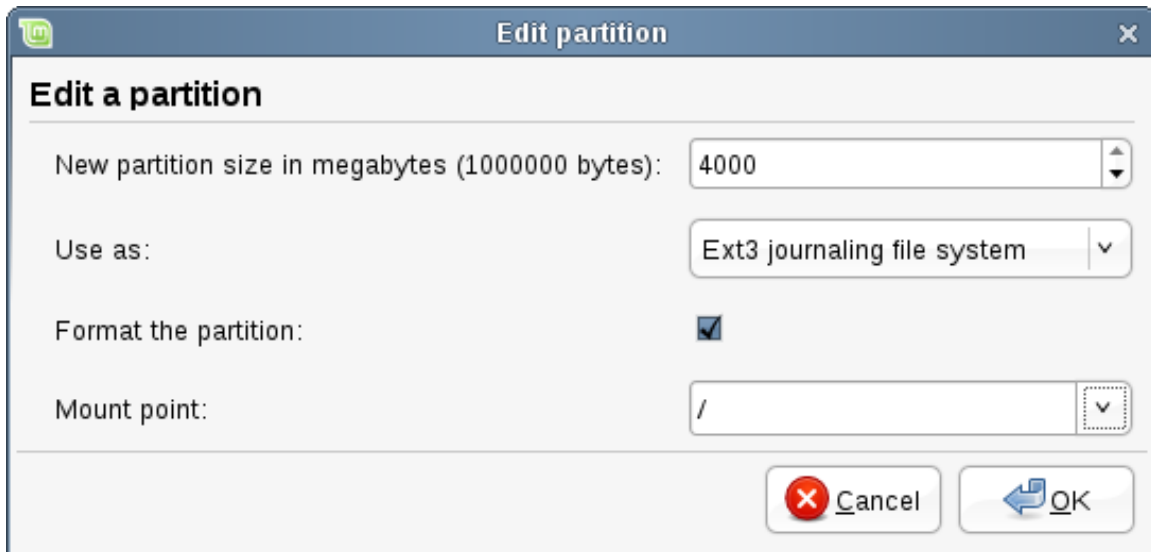 Edit partition
Edit a partition
New partition size in megabytes (1000000 bytes): 4000
Use as: Ext3 journaling file system
Format the partition:
Mount point: /
Cancel OK